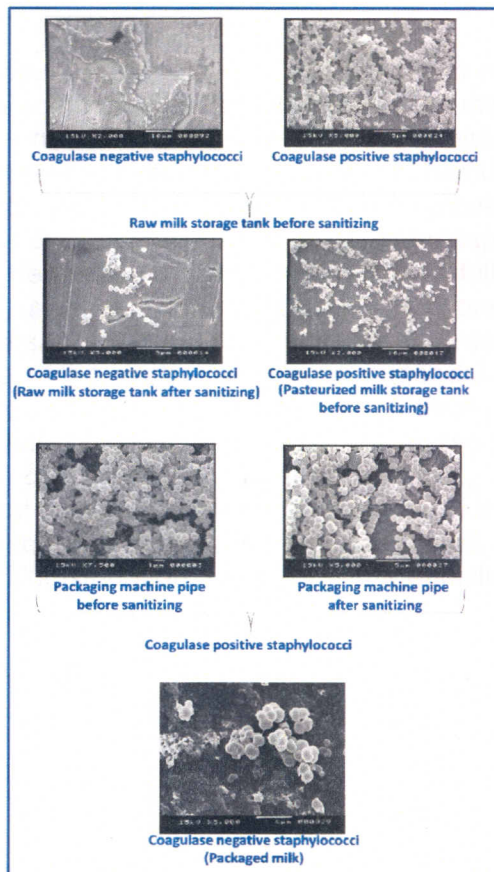 Coagulase negative staphylococci
Coagulase positive staphylococci
Raw milk storage tank before sanitizing
Coagulase negative staphylococci
(Raw milk storage tank after sanitizing)
Coagulase positive staphylococci
(Pasteurized milk storage tank
before sanitizing)
Packaging machine pipe
before sanitizing
Packaging machine pipe
after sanitizing
Coagulase positive staphylococci
Coagulase negative staphylococci
(Packaged milk)